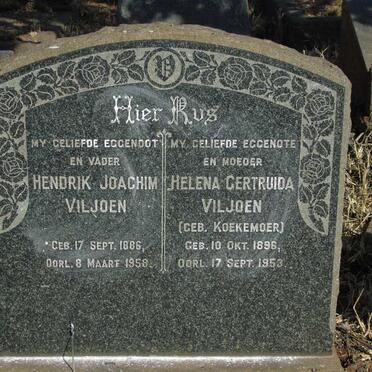 V
Hier Rus
MY GELIEFDE EGGENOOT
EN VADER
HENDRIK JOACHIM
VILJOEN
*GEB. 17 SEPT. 1886,
OORL. 8 MAART 1958.
MY GELIEFDE EGGENOTE
EN MOEDER
HELENA GERTRUIDA
VILJOEN
(GEB. KOEKEMOER)
GEB. 10 OKT. 1896,
OORL. 17 SEPT. 1953.